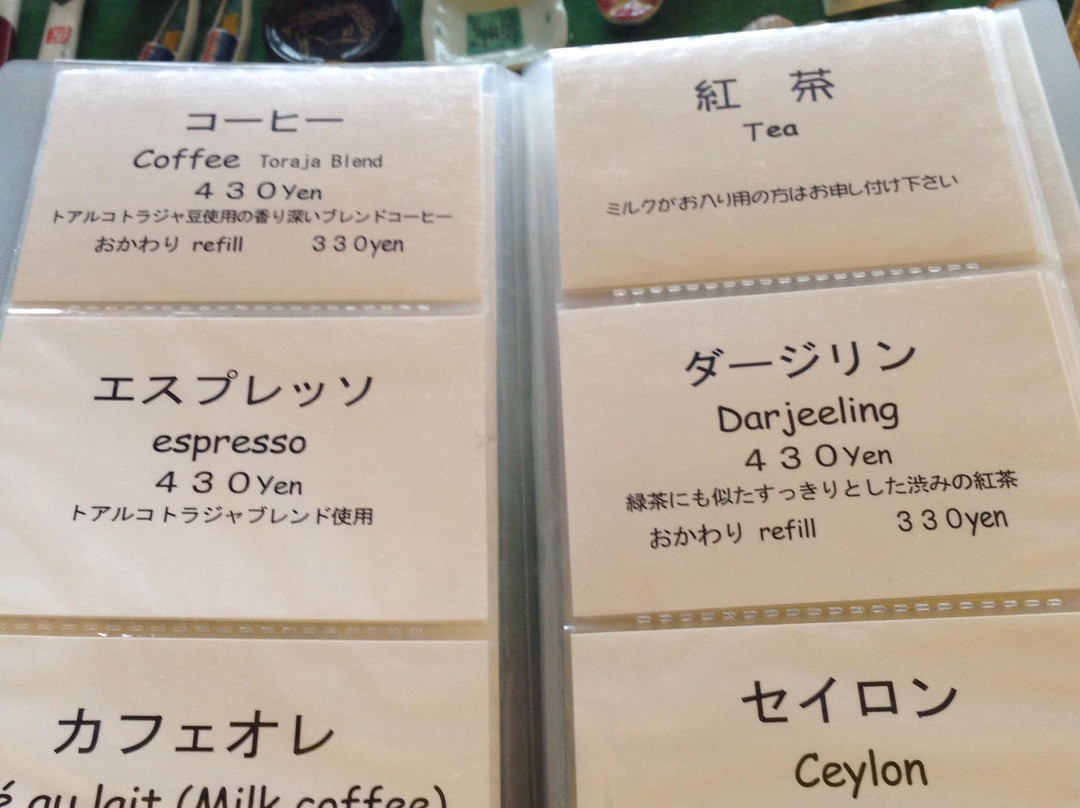 コーヒー
Coffee Toraja Blend
４３０Yen
トアルコトラジャ豆使用の香り深いブレンドコーヒー
おかわり refill ３３０yen
エスプレッソ
espresso
４３０Yen
トアルコトラジャブレンド使用
カフェオレ
é au lait (Milk coffee)
紅 茶
Tea
ミルクがお入り用の方はお申し付け下さい
ダージリン
Darjeeling
４３０Yen
緑茶にも似たすっきりとした渋みの紅茶
おかわり refill ３３０yen
セイロン
Ceylon